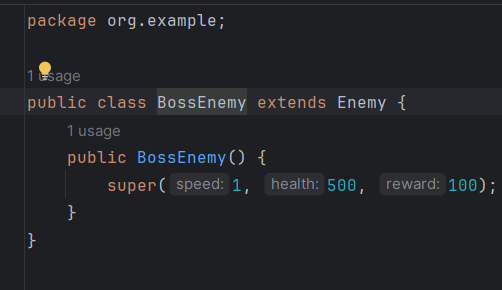 package org.example;
1 usage
public class BossEnemy extends Enemy {
1 usage
public BossEnemy() {
super( speed: 1, health: 500, reward: 100);
}
}